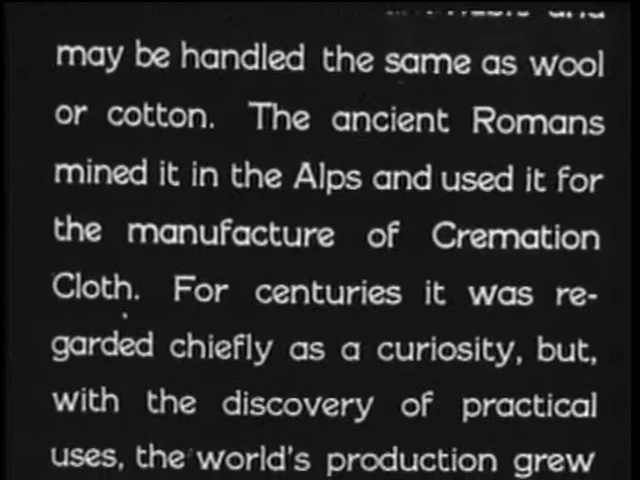 and
may be handled the same as wool
or cotton. The ancient Romans
mined it in the Alps and used it for
the manufacture of Cremation
Cloth. For centuries it was re-
garded chiefly as a curiosity, but,
with the discovery of practical
uses, the world's production grew